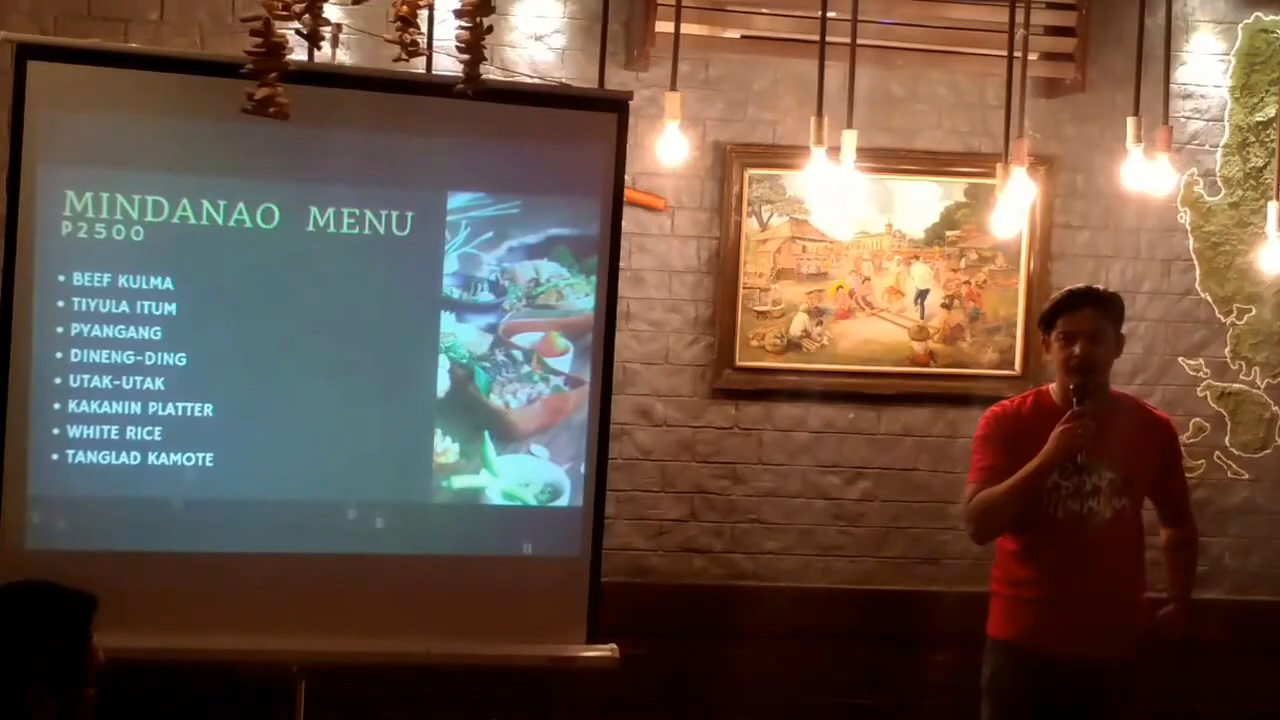 MINDANAO MENU
P2500
• BEEF KULMA
• TIYULA ITUM
• PYANGANG
• DINENG-DING
• UTAK-UTAK
• KAKANIN PLATTER
• WHITE RICE
• TANGLAD KAMOTE